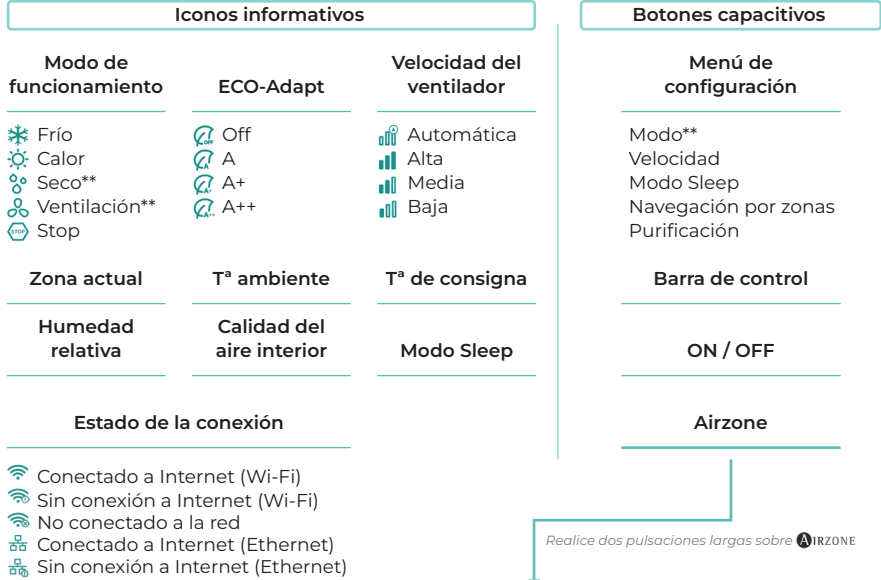 Iconos informativos
Botones capacitivos
Modo de
funcionamiento
ECO-Adapt
Velocidad del
ventilador
Menú de
configuración
Frío
Calor
Seco**
Ventilación**
STOP Stop
OFF Off
A A
A+ A+
A++ A++
A Automática
Alta
Media
Baja
Modo**
Velocidad
Modo Sleep
Navegación por zonas
Purificación
Zona actual
Tª ambiente
Tª de consigna
Barra de control
Humedad
relativa
Calidad del
aire interior
Modo Sleep
ON / OFF
Estado de la conexión
Airzone
Conectado a Internet (Wi-Fi)
Sin conexión a Internet (Wi-Fi)
No conectado a la red
Conectado a Internet (Ethernet)
Sin conexión a Internet (Ethernet)
Realice dos pulsaciones largas sobre AIRZONE